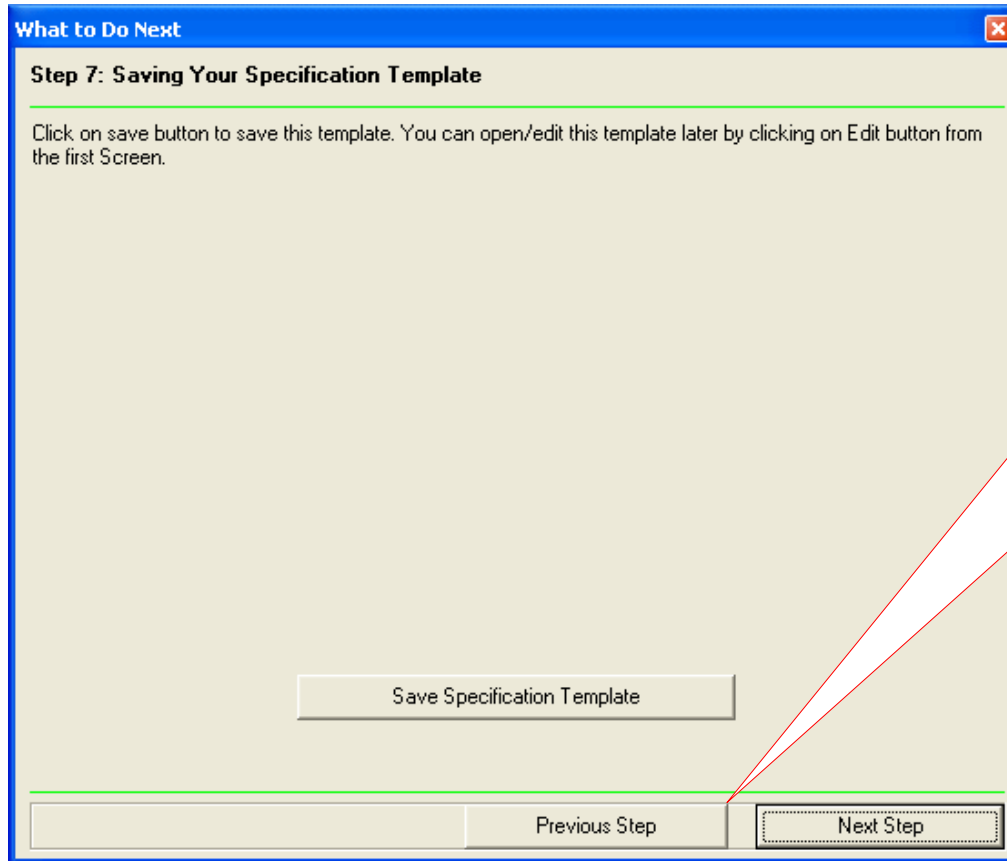 What to Do Next
Step 7: Saving Your Specification Template
Click on save button to save this template. You can open/edit this template later by clicking on Edit button from
the first Screen.
Save Specification Template
Previous Step
Next Step